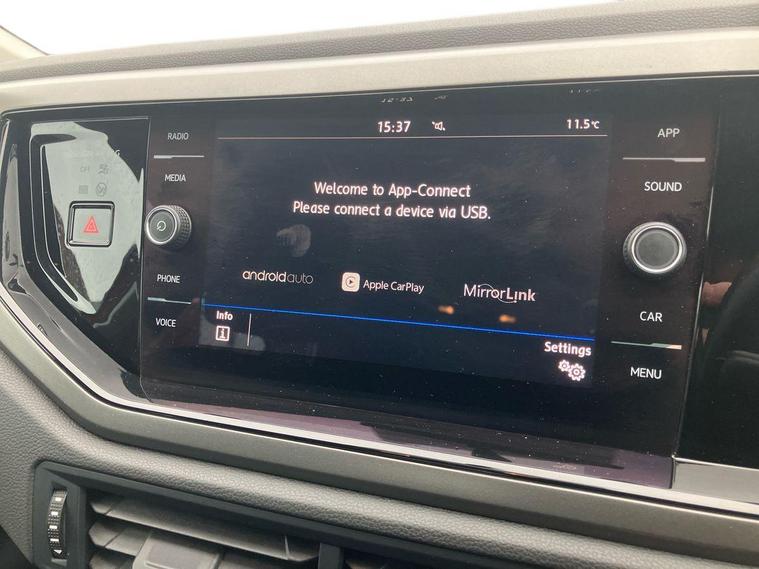 15:37
11.5°C
RADIO
MEDIA
PHONE
VOICE
Welcome to App-Connect
Please connect a device via USB.
androidauto
Apple CarPlay
MirrorLink
Info
Settings
APP
SOUND
CAR
MENU
OFF